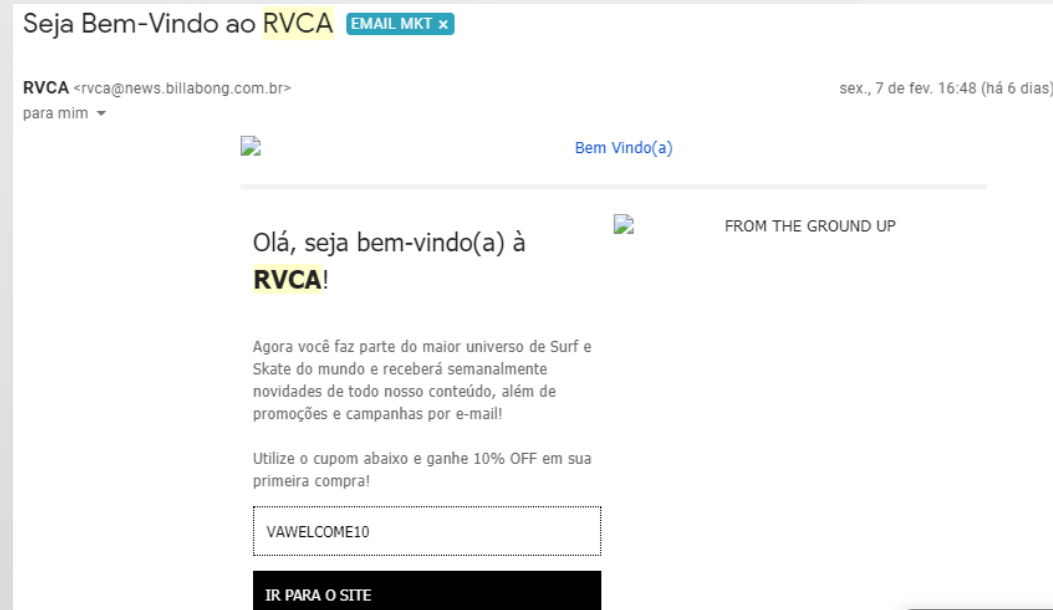 Seja Bem-Vindo ao RVCA EMAIL MKT ×
RVCA <rvca@news.billabong.com.br> sex., 7 de fev. 16:48 (há 6 dias)
para mim
Bem Vindo(a)
Olá, seja bem-vindo(a) à
RVCA!
FROM THE GROUND UP
Agora você faz parte do maior universo de Surf e
Skate do mundo e receberá semanalmente
novidades de todo nosso conteúdo, além de
promoções e campanhas por e-mail!
Utilize o cupom abaixo e ganhe 10% OFF em sua
primeira compra!
VAWELCOME10
IR PARA O SITE